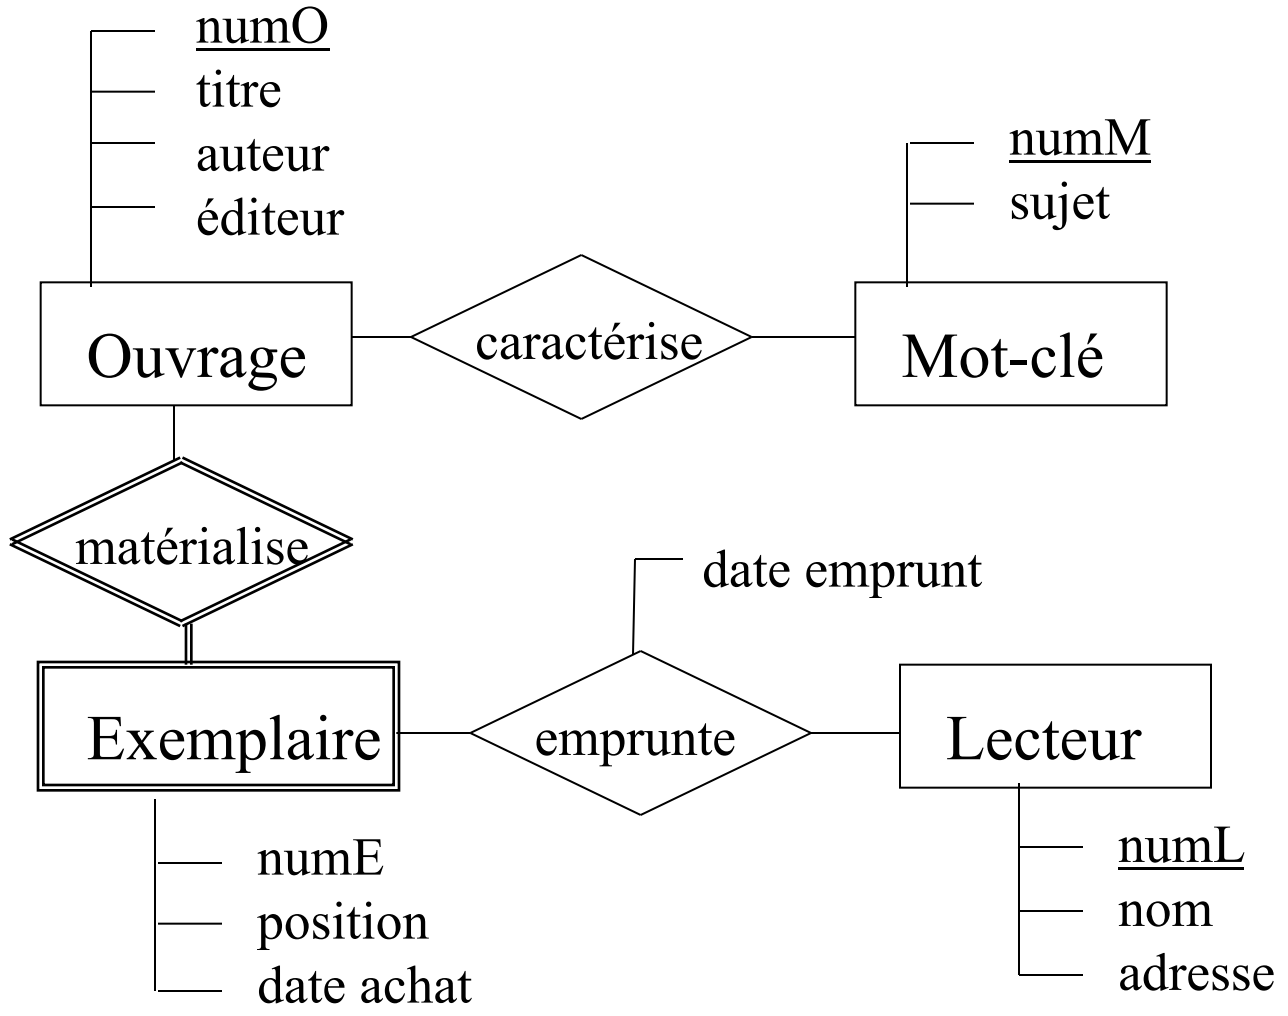 numO
titre
auteur
éditeur
numM
sujet
Ouvrage
caractérise
Mot-clé
matérialise
date emprunt
Exemplaire
emprunte
Lecteur
numE
position
date achat
numL
nom
adresse